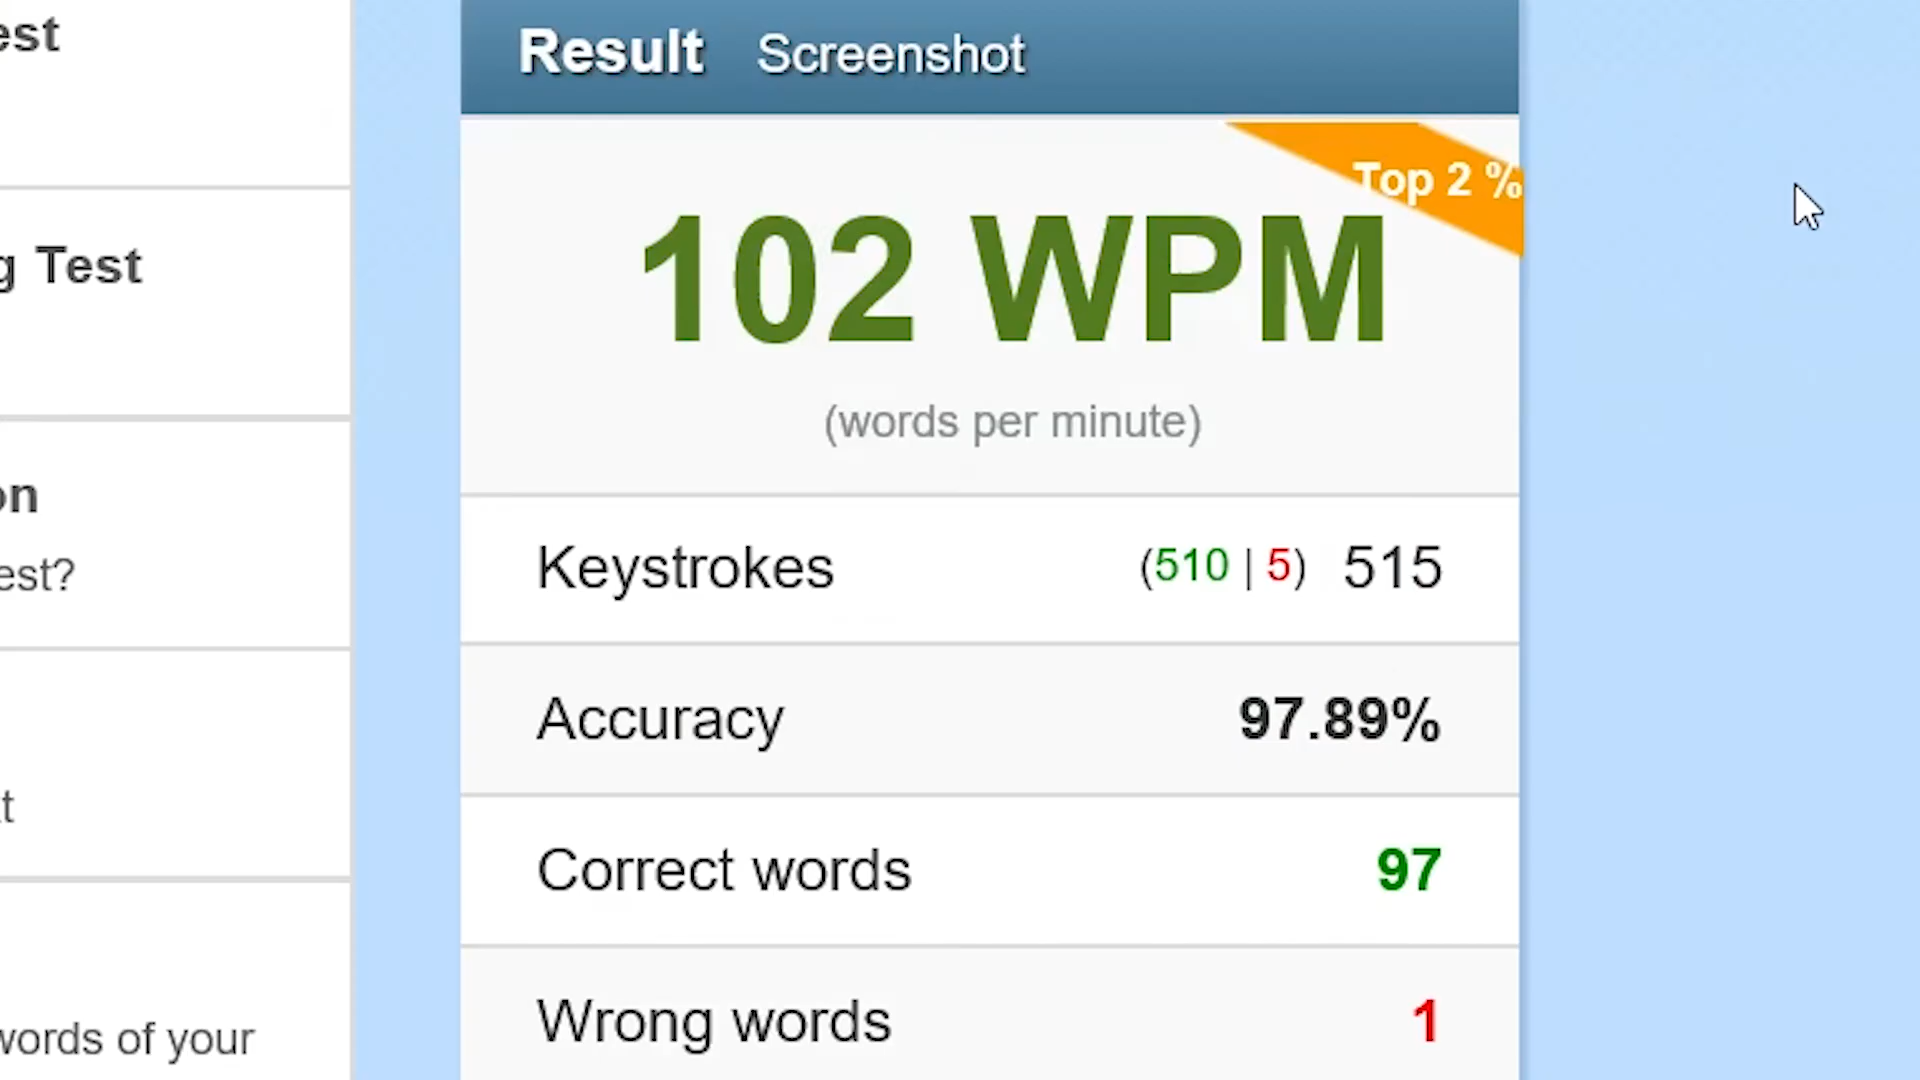 est
g Test
on
est?
t
words of your
Result Screenshot
Top 2 %
102 WPM
(words per minute)
Keystrokes (510 | 5) 515
Accuracy 97.89%
Correct words 97
Wrong words 1